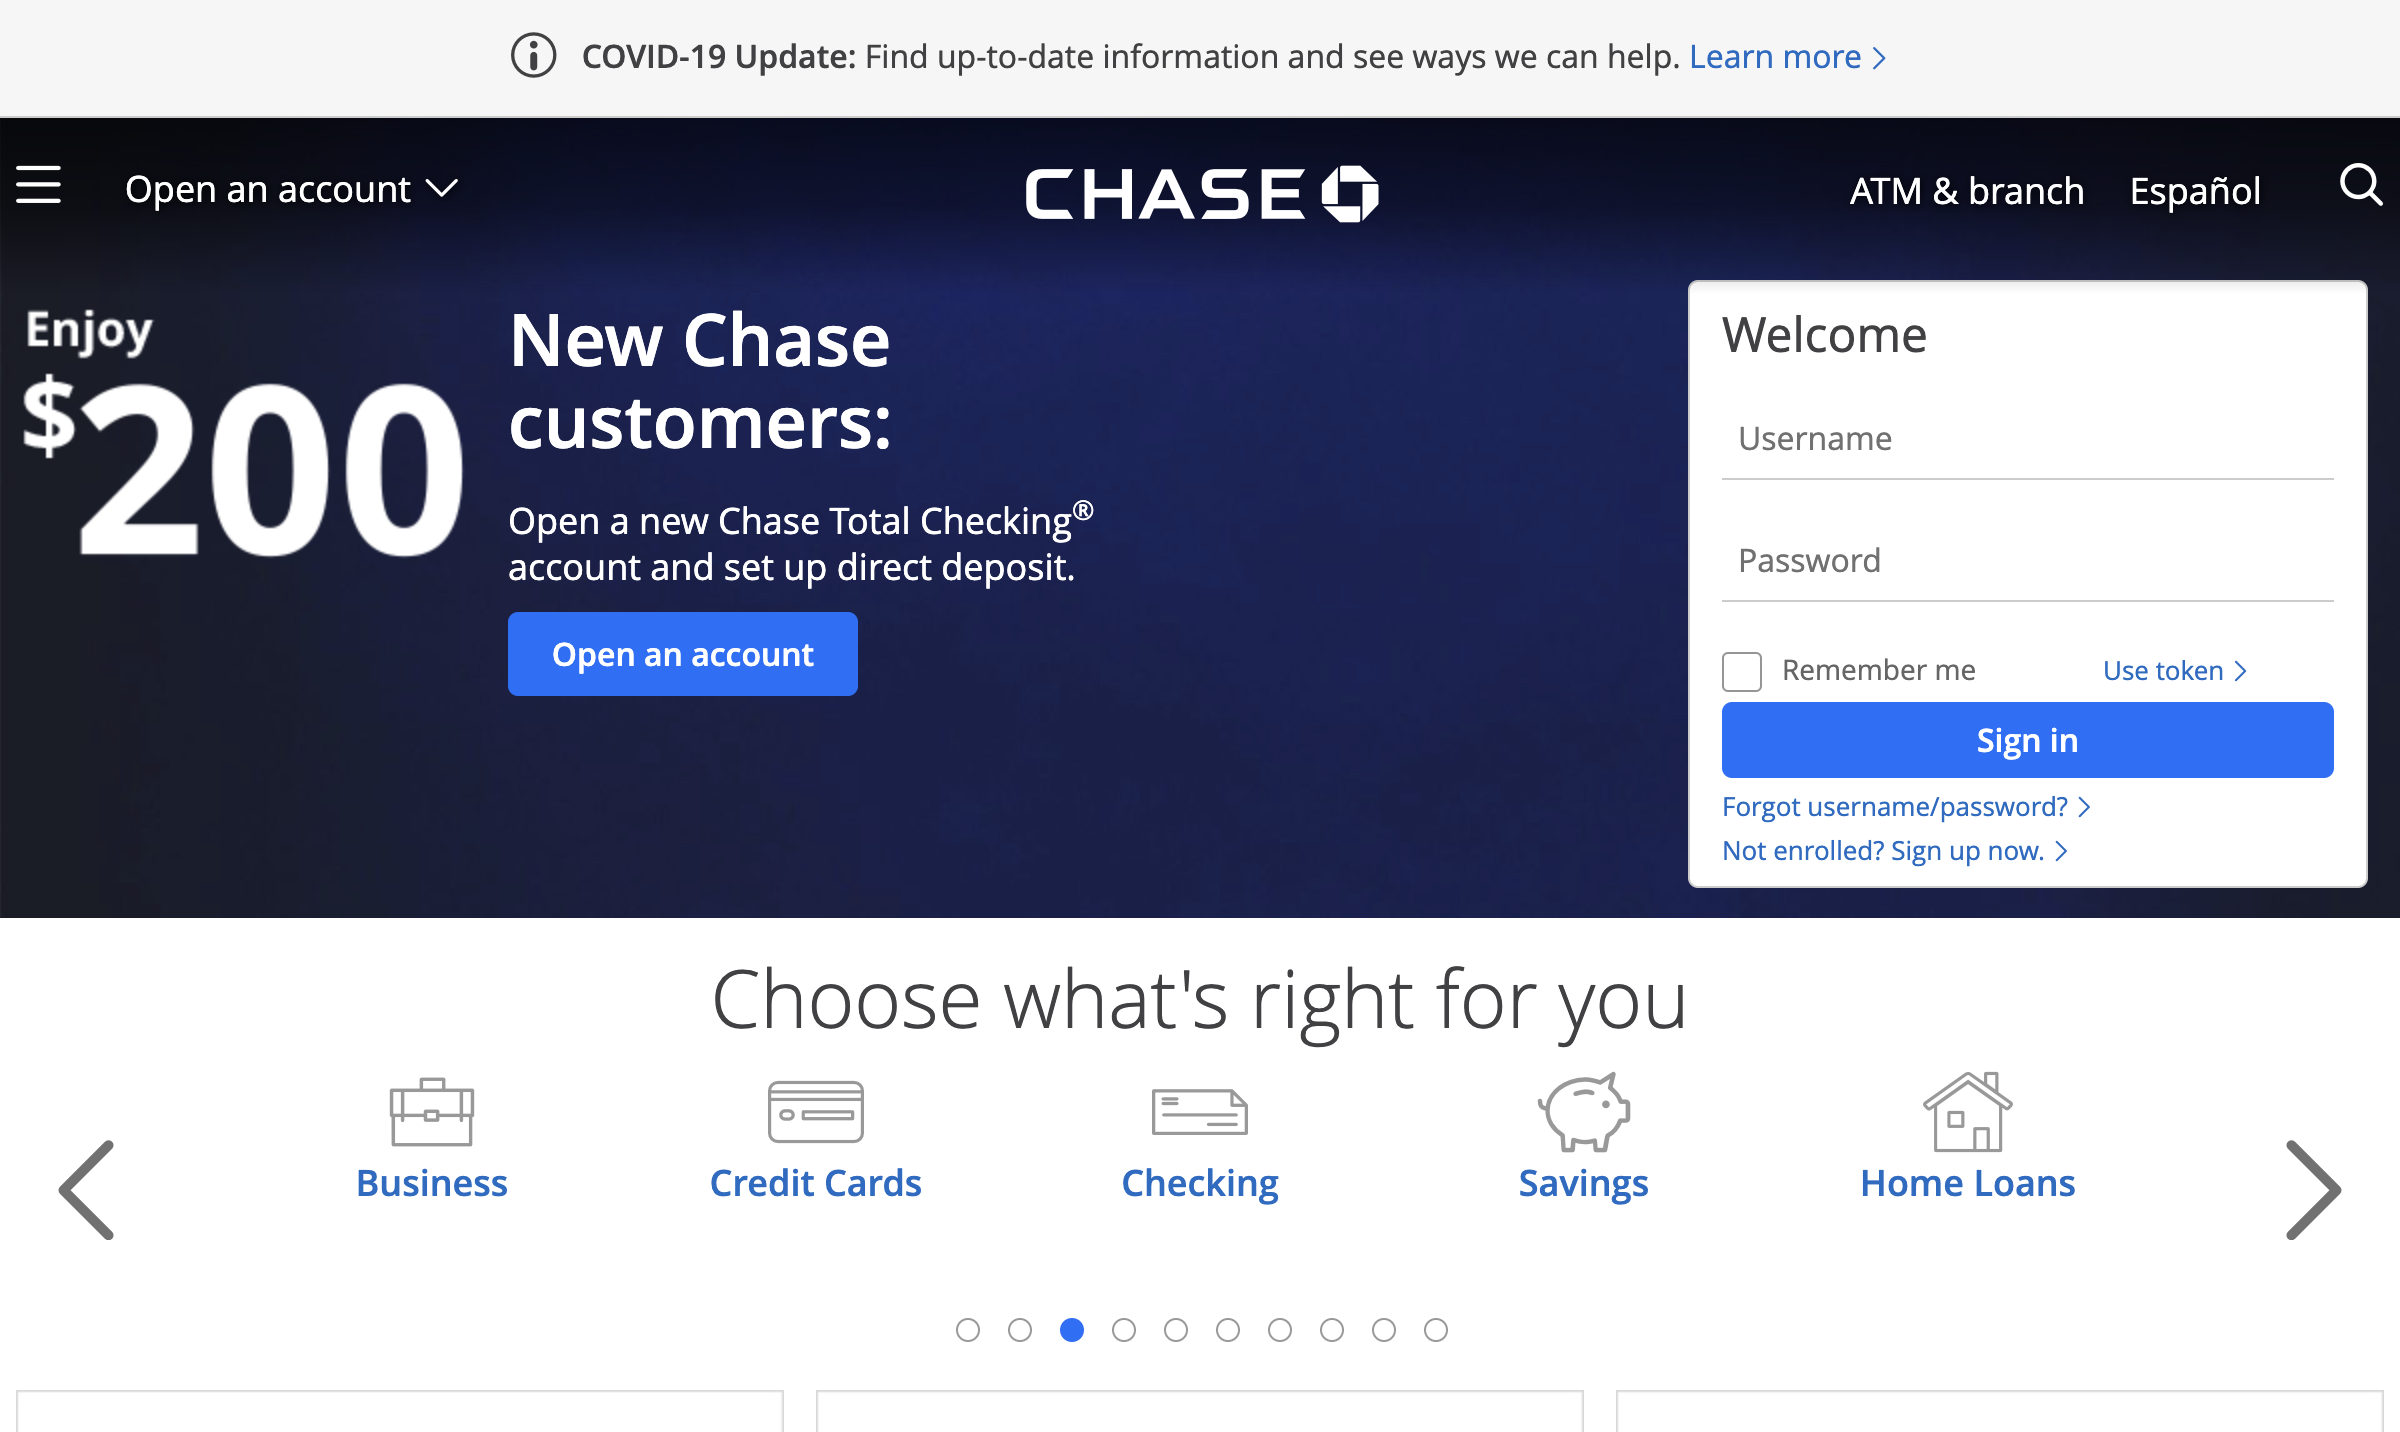 COVID-19 Update: Find up-to-date information and see ways we can help. Learn more
Open an account
CHASE
ATM & branch
Español
Enjoy
$200
New Chase
customers:
Open a new Chase Total Checking®
account and set up direct deposit.
Open an account
Welcome
Username
Password
Remember me
Use token
Sign in
Forgot username/password?
Not enrolled? Sign up now.
Choose what's right for you
Business
Credit Cards
Checking
Savings
Home Loans